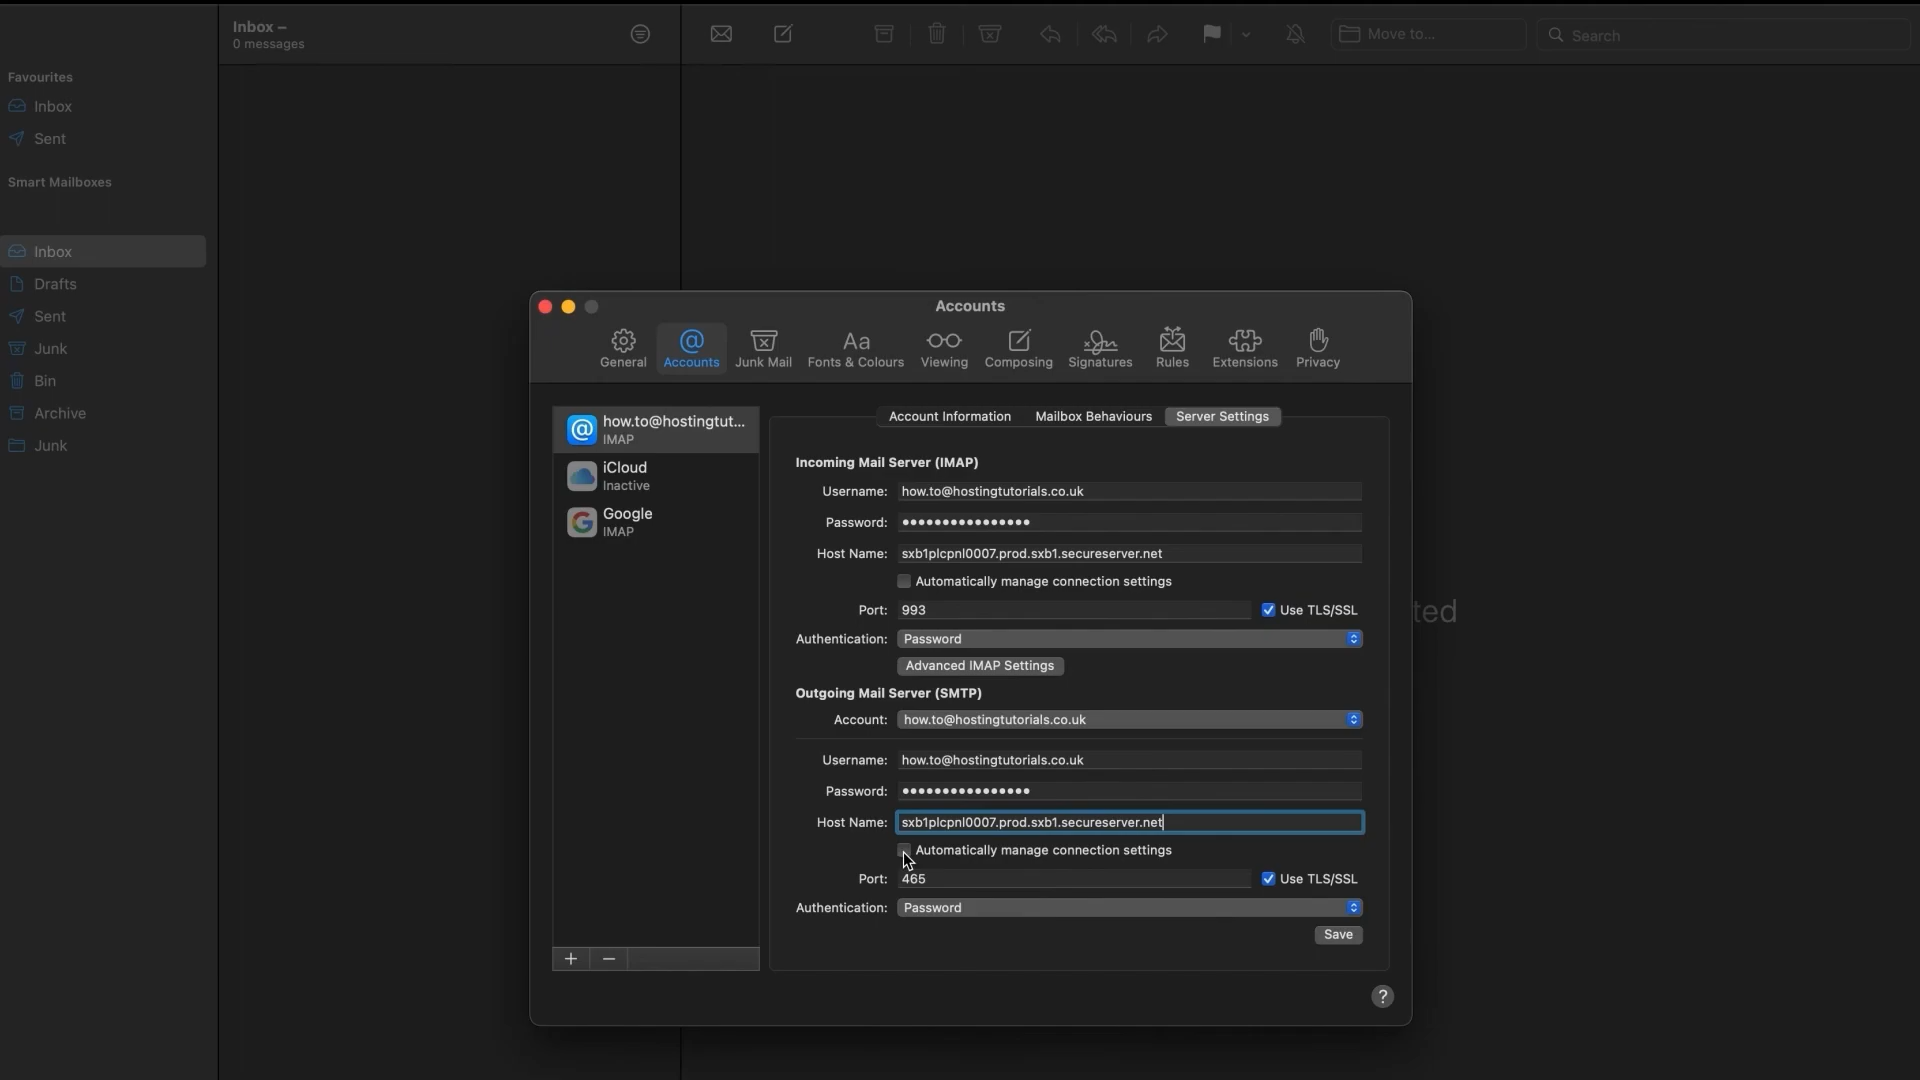 Inbox –
0 messages
Move to...
Search
Favourites
Inbox
Sent
Smart Mailboxes
Inbox
Drafts
Sent
Junk
Bin
Archive
Junk
Accounts
General
Accounts
Junk Mail
Fonts & Colours
Viewing
Composing
Signatures
Rules
Extensions
Privacy
how.to@hostingtut...
IMAP
iCloud
Inactive
Google
IMAP
Account Information
Mailbox Behaviours
Server Settings
Incoming Mail Server (IMAP)
Username: how.to@hostingtutorials.co.uk
Password: ••••••••••••••••
Host Name: sxb1plcpnl0007.prod.sxb1.secureserver.net
Automatically manage connection settings
Port: 993 Use TLS/SSL
Authentication: Password
Advanced IMAP Settings
Outgoing Mail Server (SMTP)
Account: how.to@hostingtutorials.co.uk
Username: how.to@hostingtutorials.co.uk
Password: ••••••••••••••••
Host Name: sxb1plcpnl0007.prod.sxb1.secureserver.net
Automatically manage connection settings
Port: 465 Use TLS/SSL
Authentication: Password
Save
+ −
?
ted